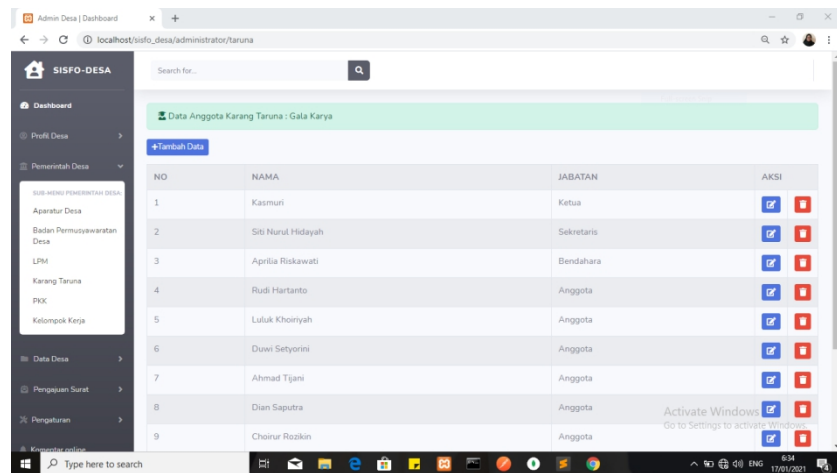 Admin Desa | Dashboard
localhost/sisfo_desa/administrator/taruna
SISFO-DESA
Search for...
Dashboard
Profil Desa
Pemerintah Desa
SUB-MENU PEMERINTAH DESA:
Aparatur Desa
Badan Permusyawaratan
Desa
LPM
Karang Taruna
PKK
Kelompok Kerja
Data Desa
Pengajuan Surat
Pengaturan
Komentar online
Data Anggota Karang Taruna : Gala Karya
+Tambah Data
NO NAMA JABATAN AKSI
1 Kasmuri Ketua
2 Siti Nurul Hidayah Sekretaris
3 Aprilia Riskawati Bendahara
4 Rudi Hartanto Anggota
5 Luluk Khoiriyah Anggota
6 Duwi Setyorini Anggota
7 Ahmad Tijani Anggota
8 Dian Saputra Anggota
9 Choirur Rozikin Anggota
Activate Windows
Go to Settings to activate Windows.
Type here to search
ENG
6:34
17/01/2021